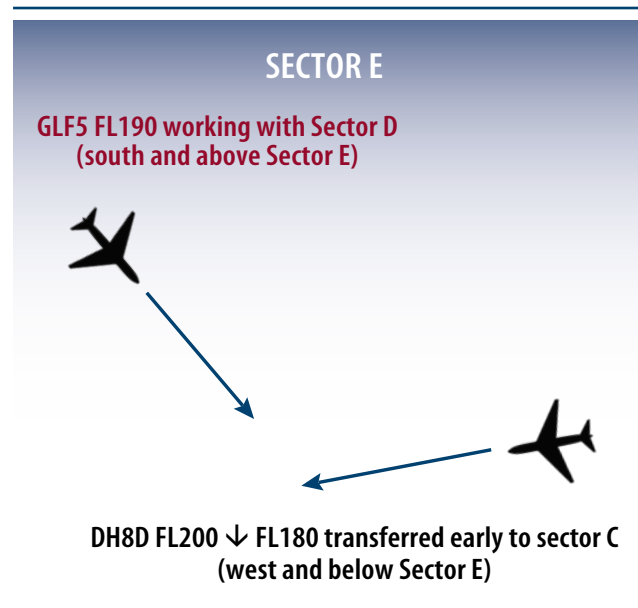 SECTOR E
GLF5 FL190 working with Sector D
(south and above Sector E)
DH8D FL200 ↓ FL180 transferred early to sector C
(west and below Sector E)